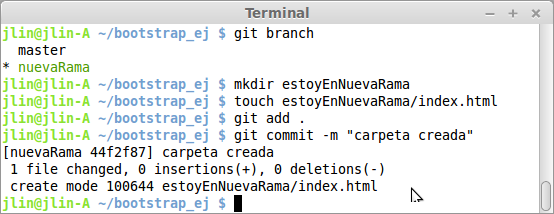 Terminal
jlin@jlin-A ~/bootstrap_ej $ git branch
  master
* nuevaRama
jlin@jlin-A ~/bootstrap_ej $ mkdir estoyEnNuevaRama
jlin@jlin-A ~/bootstrap_ej $ touch estoyEnNuevaRama/index.html
jlin@jlin-A ~/bootstrap_ej $ git add .
jlin@jlin-A ~/bootstrap_ej $ git commit -m "carpeta creada"
[nuevaRama 44f2f87] carpeta creada
 1 file changed, 0 insertions(+), 0 deletions(-)
 create mode 100644 estoyEnNuevaRama/index.html
jlin@jlin-A ~/bootstrap_ej $